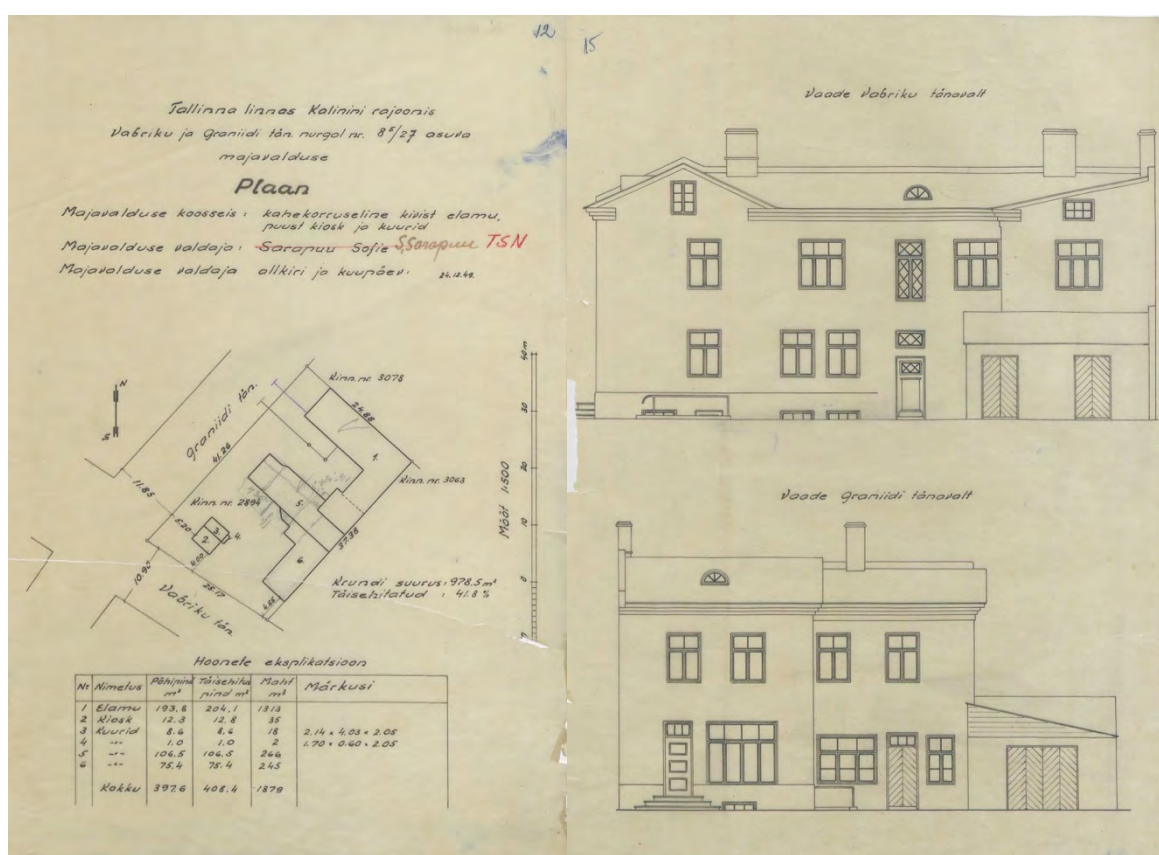 12
Tallinna linnas Kalinini rajoonis
Vabriku ja Graniidi tän. nurgal nr. 8ᵃ/27 asuva
majavalduse
Plaan
Majavalduse koosseis: kahekorruseline kivist elamu,
puust kiosk ja kuurid
Majavalduse valdaja: Sarapuu Sofie S.Sarapuu TSN
Majavalduse valdaja allkiri ja kuupäev: 24.12.49.
N
S
Graniidi tän.
Kinn. nr. 3078
24.88
41.26
1.
11.85
Kinn. nr. 2894
Kinn. nr. 3063
5.20
3.
2.
4.
5.
4.00
37.38
6.
10.90
25.17
Vabriku tän.
4.55
40 m
30
20
10
0
5
Mõõt 1:500
Krundi suurus: 978.5 m²
Täisehitatud: 41.8 %
Hoonete eksplikatsioon
Nr Nimetus Põhipind m² Täisehitus pind m² Maht m³ Märkusi
1 Elamu 193.8 204.1 1313
2 Kiosk 12.3 12.8 35
3 Kuurid 8.6 8.6 18 2.14 × 4.03 × 2.05
4 -"- 1.0 1.0 2 1.70 × 0.60 × 2.05
5 -"- 106.5 106.5 266
6 -"- 75.4 75.4 245
Kokku 397.6 408.4 1879
15
Vaade Vabriku tänavalt
Vaade Graniidi tänavalt